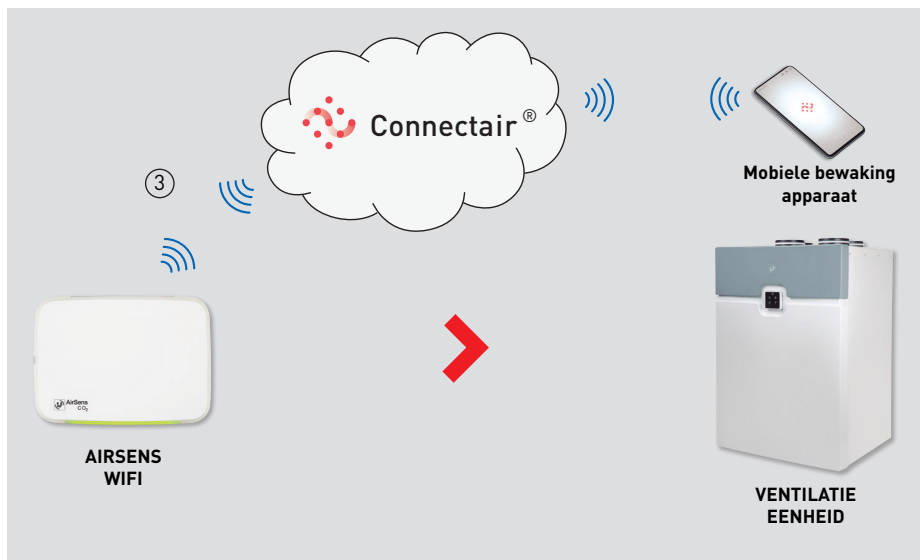 Connectair ®
3
Mobiele bewaking
apparaat
AirSens
CO₂
AIRSENS
WIFI
VENTILATIE
EENHEID